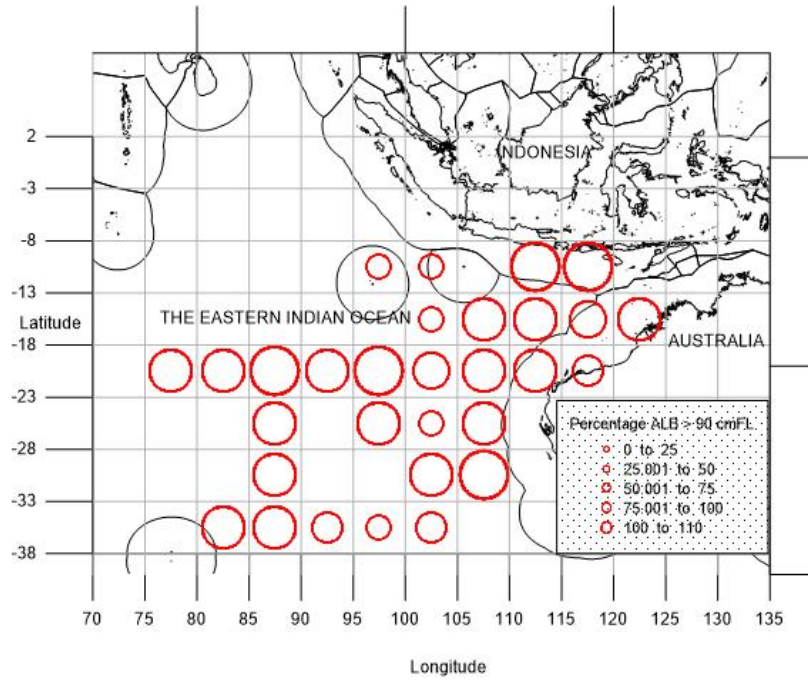 2
-3
NDONESIA
-8
-13
Latitude
THE EASTERN INDIAN OCEAN
-18
AUSTRALIA
-23
Percentage ALB > 90 cmFL
0 to 25
-28
25.001 to 50
50.001 to 75
75.001 to 100
-33
100 to 110
-38
70 75 80 85 90 95 100 105 110 115 120 125 130 135
Longitude